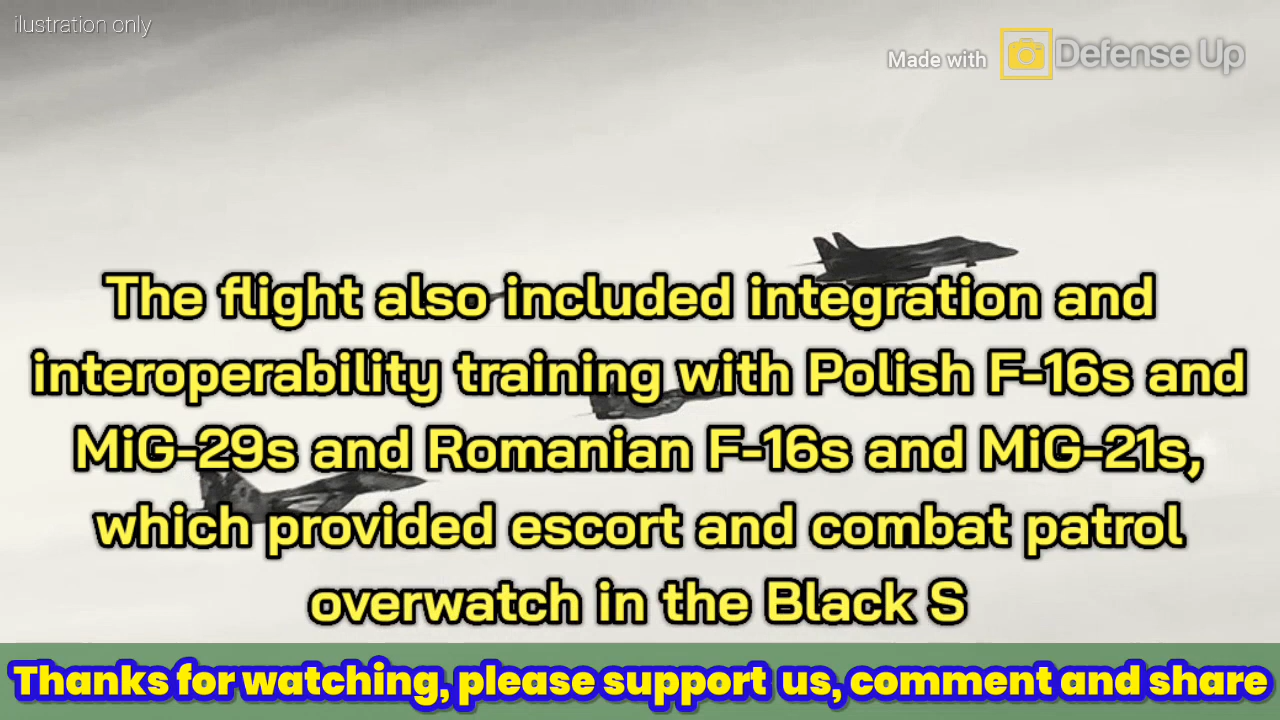 ilustration only
Made with Defense Up
The flight also included integration and
interoperability training with Polish F-16s and
MiG-29s and Romanian F-16s and MiG-21s,
which provided escort and combat patrol
overwatch in the Black S
Thanks for watching, please support us, comment and share